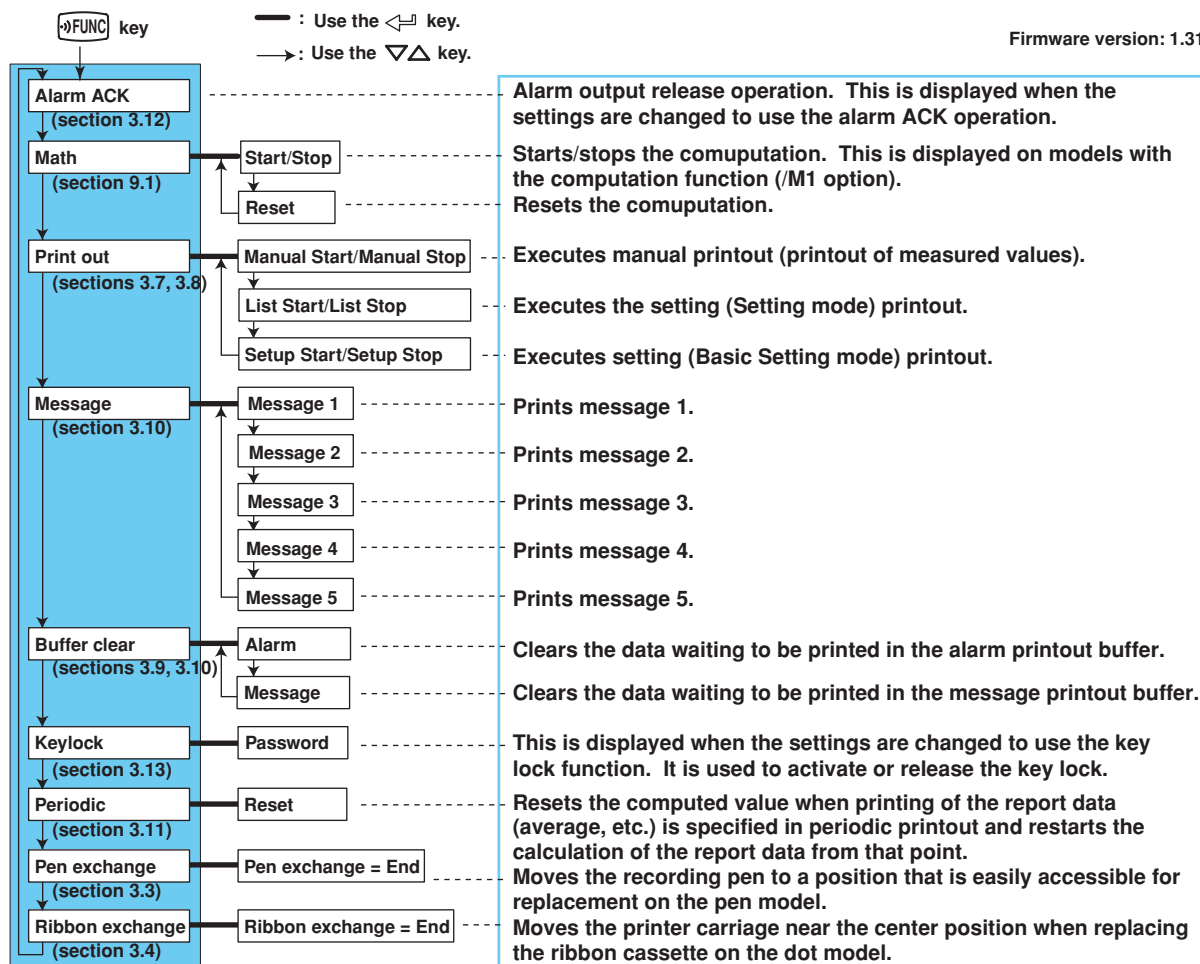 FUNC key
: Use the key.
: Use the key.
Firmware version: 1.31
Alarm ACK
(section 3.12)
Alarm output release operation. This is displayed when the
settings are changed to use the alarm ACK operation.
Math
(section 9.1)
Start/Stop
Starts/stops the comuputation. This is displayed on models with
the computation function (/M1 option).
Reset
Resets the comuputation.
Print out
(sections 3.7, 3.8)
Manual Start/Manual Stop
Executes manual printout (printout of measured values).
List Start/List Stop
Executes the setting (Setting mode) printout.
Setup Start/Setup Stop
Executes setting (Basic Setting mode) printout.
Message
(section 3.10)
Message 1
Prints message 1.
Message 2
Prints message 2.
Message 3
Prints message 3.
Message 4
Prints message 4.
Message 5
Prints message 5.
Buffer clear
(sections 3.9, 3.10)
Alarm
Clears the data waiting to be printed in the alarm printout buffer.
Message
Clears the data waiting to be printed in the message printout buffer.
Keylock
(section 3.13)
Password
This is displayed when the settings are changed to use the key
lock function. It is used to activate or release the key lock.
Periodic
(section 3.11)
Reset
Resets the computed value when printing of the report data
(average, etc.) is specified in periodic printout and restarts the
calculation of the report data from that point.
Pen exchange
(section 3.3)
Pen exchange = End
Moves the recording pen to a position that is easily accessible for
replacement on the pen model.
Ribbon exchange
(section 3.4)
Ribbon exchange = End
Moves the printer carriage near the center position when replacing
the ribbon cassette on the dot model.